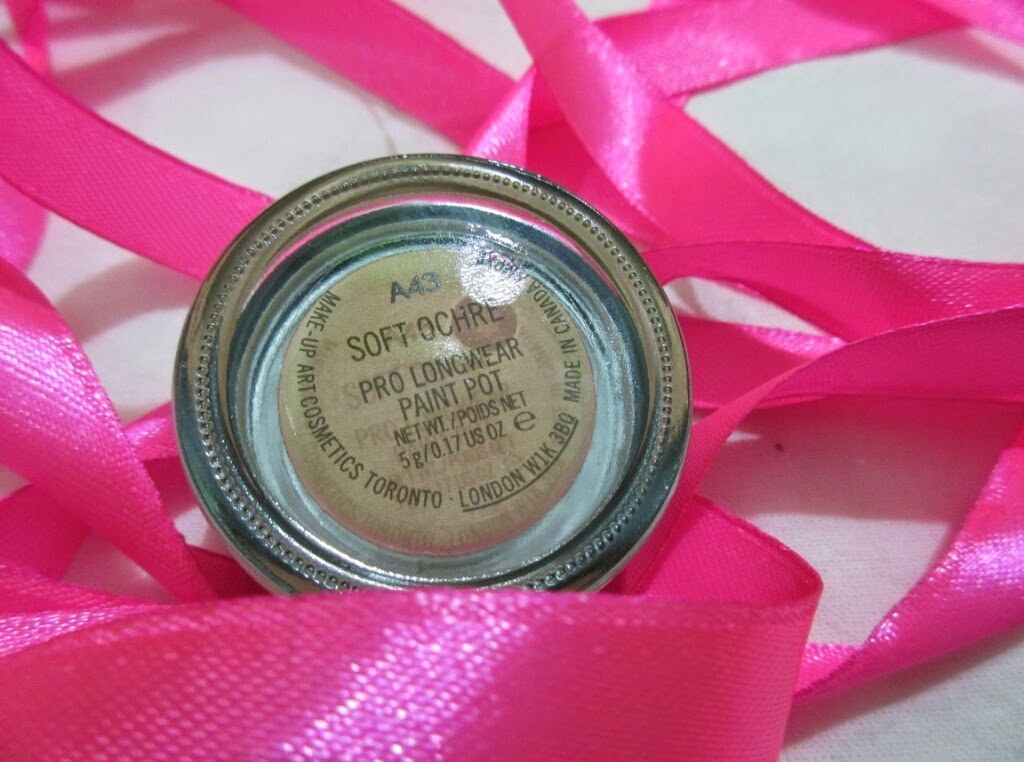 A43
SOFT OCHRE
PRO LONGWEAR
PAINT POT
NET WT./POIDS NET
5 g/0.17 US OZ e
MAKE-UP ART COSMETICS TORONTO · LONDON W1K 3BQ MADE IN CANADA